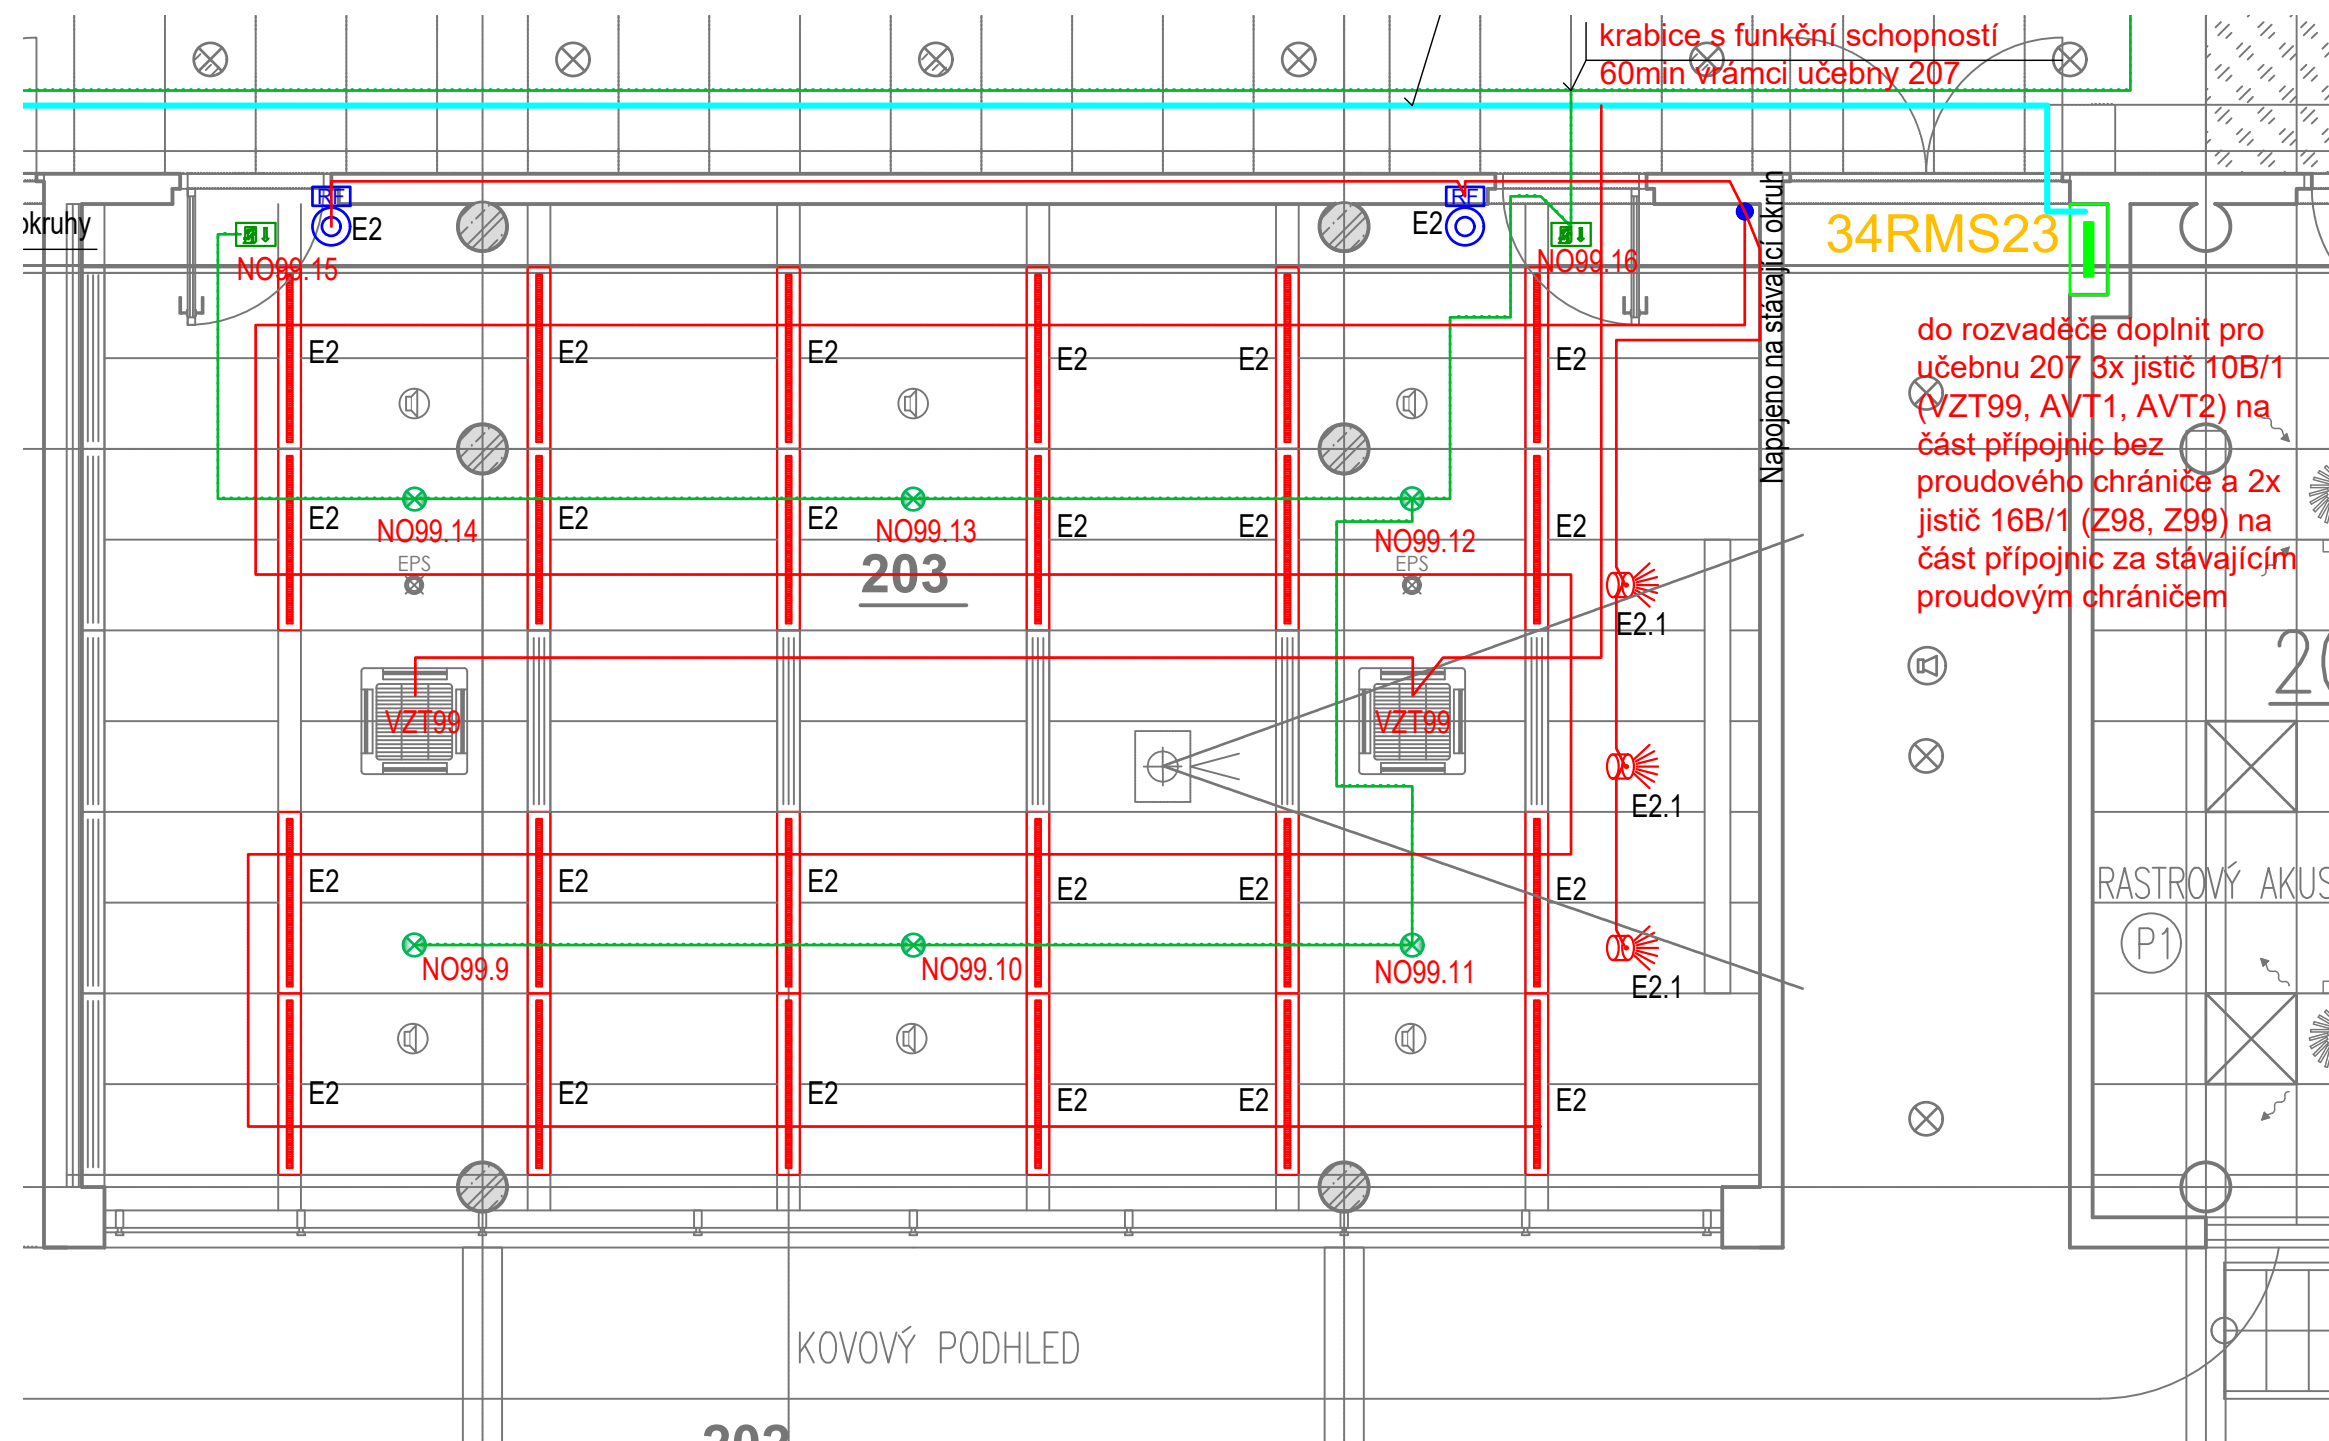 krabice s funkční schopností
60min vrámci učebny 207
okruhy
RF
E2
RF
E2
NO99.15
NO99.16
34RMS23
Napojeno na stávající okruh
do rozvaděče doplnit pro
učebnu 207 3x jistič 10B/1
(VZT99, AVT1, AVT2) na
část přípojnic bez
proudového chrániče a 2x
jistič 16B/1 (Z98, Z99) na
část přípojnic za stávajícím
proudovým chráničem
E2 E2 E2 E2 E2 E2
E2 E2 E2 E2 E2 E2
NO99.14 NO99.13 NO99.12
EPS 203 EPS
E2.1
VZT99 VZT99
E2.1
E2 E2 E2 E2 E2 E2
RASTROVÝ AKUS
P1
NO99.9 NO99.10 NO99.11
E2.1
E2 E2 E2 E2 E2 E2
KOVOVÝ PODHLED